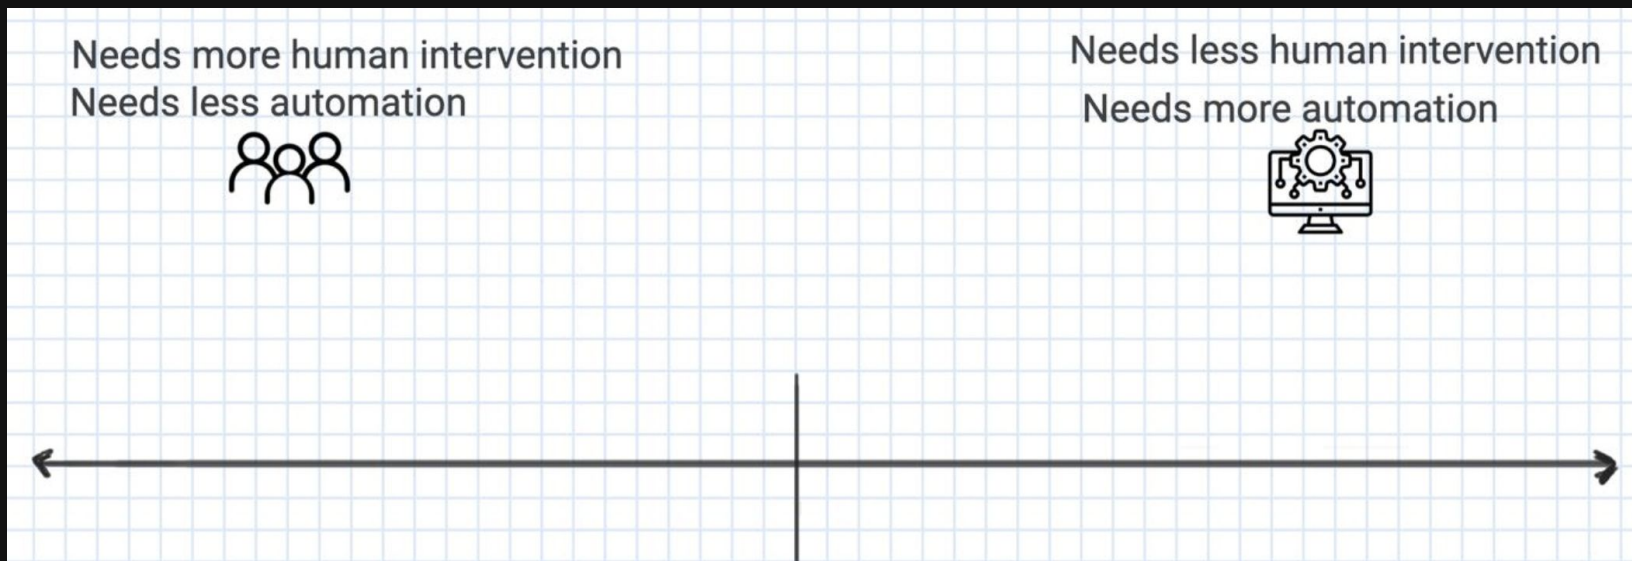 Needs more human intervention
Needs less automation
Needs less human intervention
Needs more automation